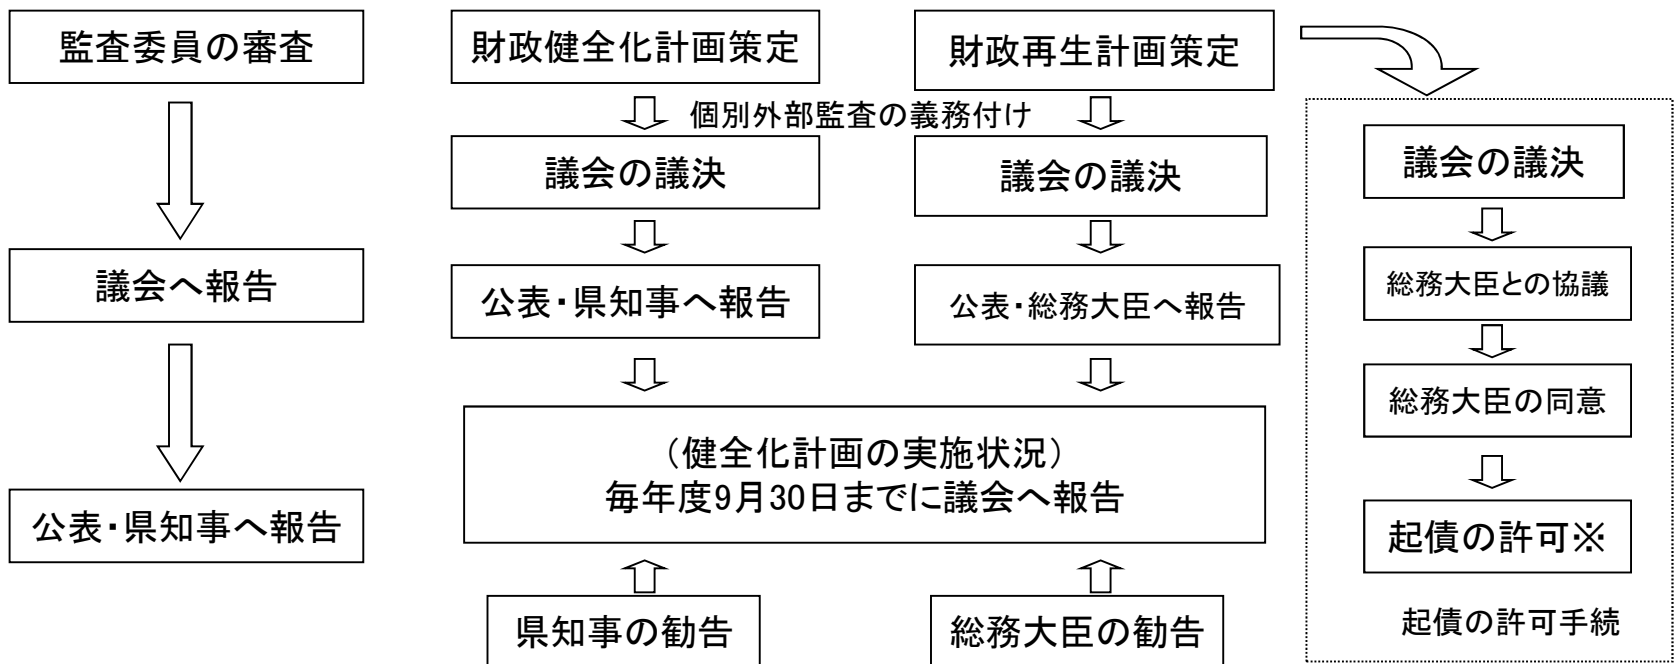 監査委員の審査
議会へ報告
公表・県知事へ報告
財政健全化計画策定
個別外部監査の義務付け
議会の議決
公表・県知事へ報告
財政再生計画策定
議会の議決
公表・総務大臣へ報告
（健全化計画の実施状況）
毎年度9月30日までに議会へ報告
県知事の勧告
総務大臣の勧告
議会の議決
総務大臣との協議
総務大臣の同意
起債の許可※
起債の許可手続